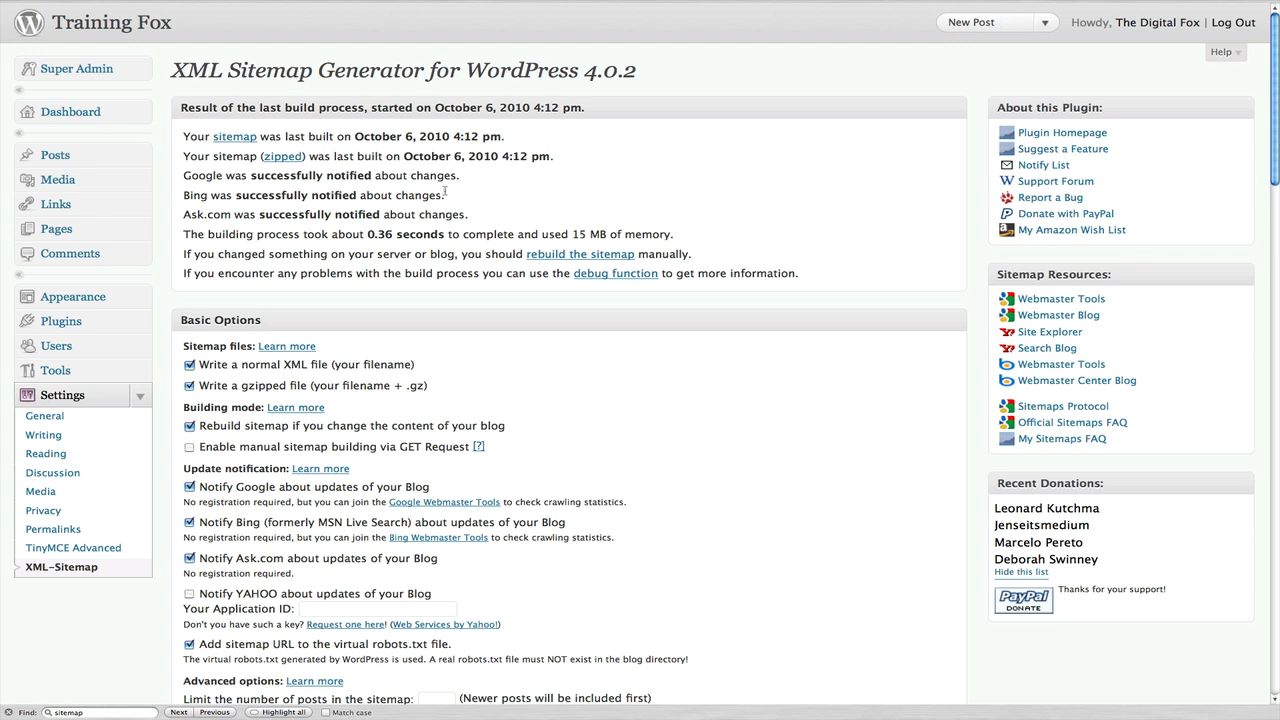 Training Fox
New Post
Howdy, The Digital Fox | Log Out
Help
Super Admin
Dashboard
Posts
Media
Links
Pages
Comments
Appearance
Plugins
Users
Tools
Settings
General
Writing
Reading
Discussion
Media
Privacy
Permalinks
TinyMCE Advanced
XML-Sitemap
XML Sitemap Generator for WordPress 4.0.2
Result of the last build process, started on October 6, 2010 4:12 pm.
Your sitemap was last built on October 6, 2010 4:12 pm.
Your sitemap (zipped) was last built on October 6, 2010 4:12 pm.
Google was successfully notified about changes.
Bing was successfully notified about changes.
Ask.com was successfully notified about changes.
The building process took about 0.36 seconds to complete and used 15 MB of memory.
If you changed something on your server or blog, you should rebuild the sitemap manually.
If you encounter any problems with the build process you can use the debug function to get more information.
Basic Options
Sitemap files: Learn more
Write a normal XML file (your filename)
Write a gzipped file (your filename + .gz)
Building mode: Learn more
Rebuild sitemap if you change the content of your blog
Enable manual sitemap building via GET Request [?]
Update notification: Learn more
Notify Google about updates of your Blog
No registration required, but you can join the Google Webmaster Tools to check crawling statistics.
Notify Bing (formerly MSN Live Search) about updates of your Blog
No registration required, but you can join the Bing Webmaster Tools to check crawling statistics.
Notify Ask.com about updates of your Blog
No registration required.
Notify YAHOO about updates of your Blog
Your Application ID:
Don't you have such a key? Request one here! (Web Services by Yahoo!)
Add sitemap URL to the virtual robots.txt file.
The virtual robots.txt generated by WordPress is used. A real robots.txt file must NOT exist in the blog directory!
Advanced options: Learn more
Limit the number of posts in the sitemap: (Newer posts will be included first)
About this Plugin:
Plugin Homepage
Suggest a Feature
Notify List
Support Forum
Report a Bug
Donate with PayPal
My Amazon Wish List
Sitemap Resources:
Webmaster Tools
Webmaster Blog
Site Explorer
Search Blog
Webmaster Tools
Webmaster Center Blog
Sitemaps Protocol
Official Sitemaps FAQ
My Sitemaps FAQ
Recent Donations:
Leonard Kutchma
Jenseitsmedium
Marcelo Pereto
Deborah Swinney
Hide this list
PayPal
DONATE
Thanks for your support!
Find: sitemap Next Previous Highlight all Match case